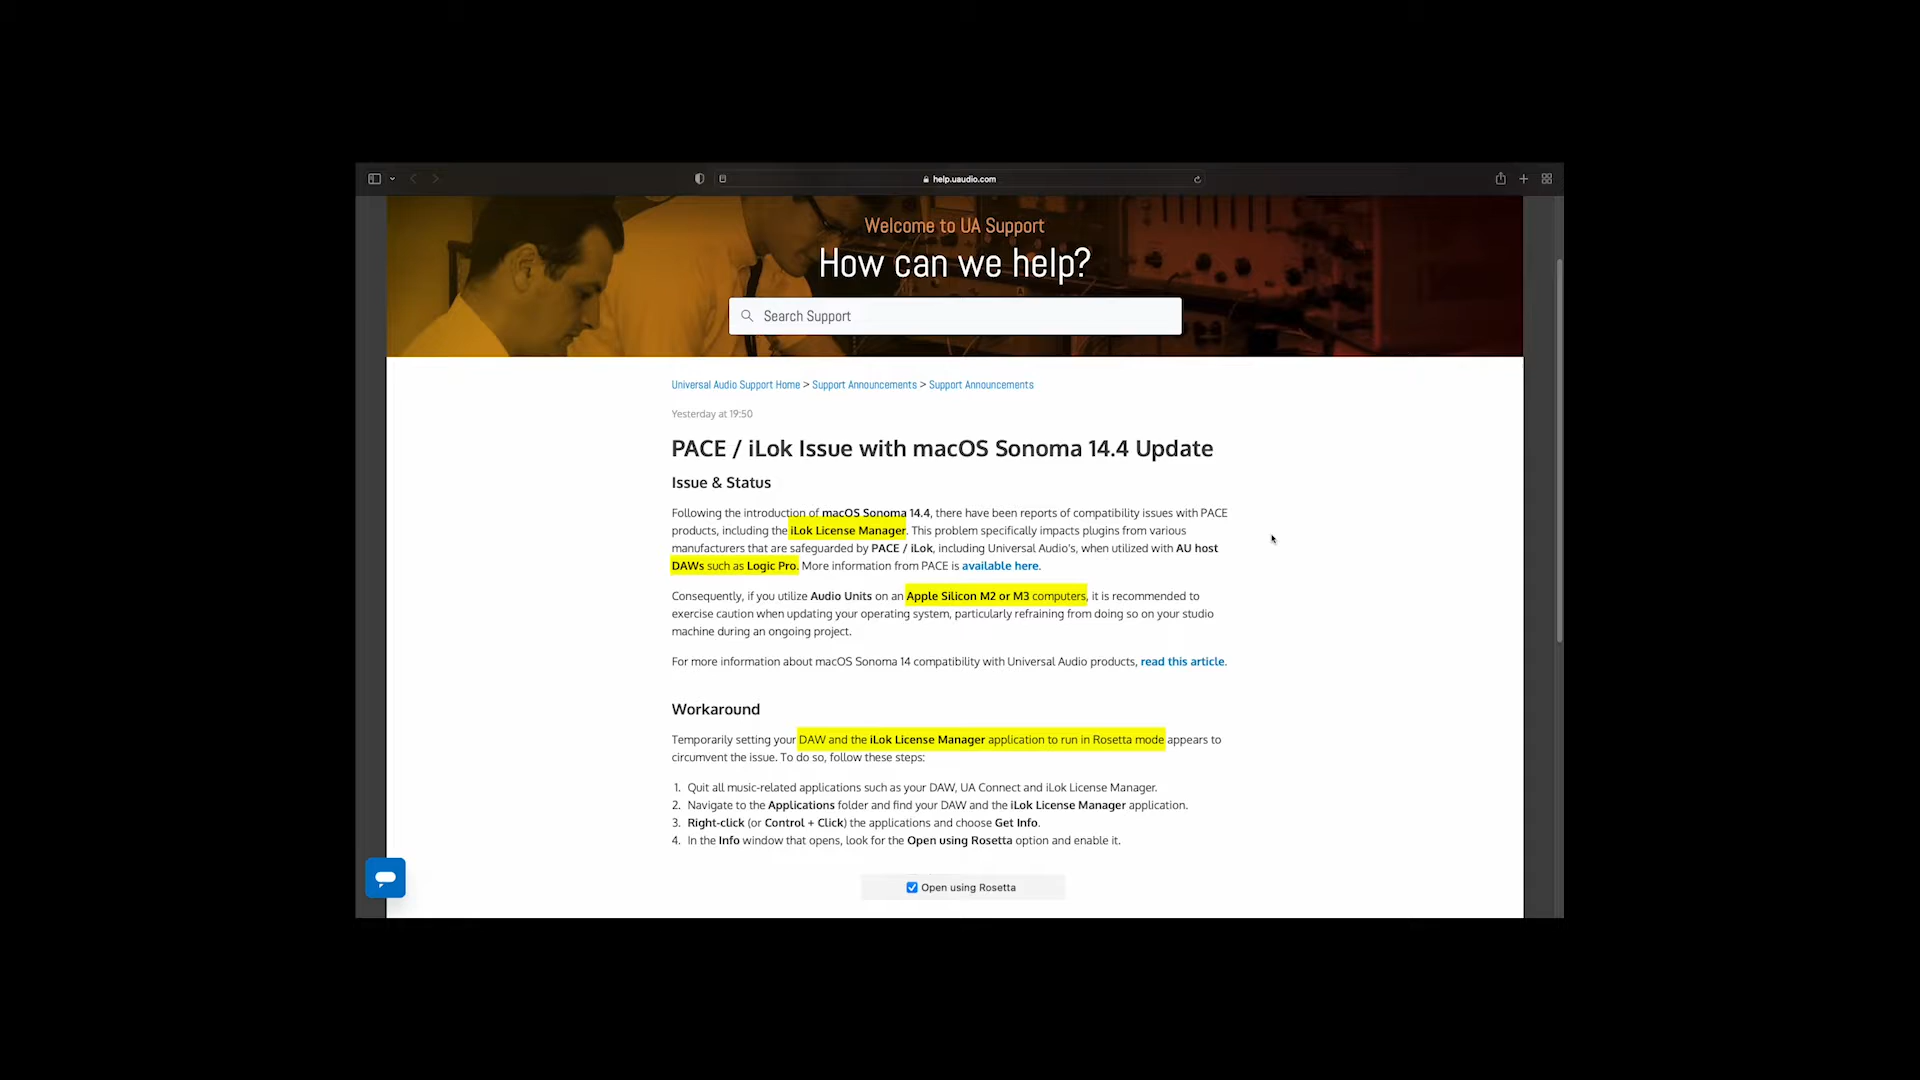 help.uaudio.com
Welcome to UA Support
How can we help?
Search Support
Universal Audio Support Home > Support Announcements > Support Announcements
Yesterday at 19:50
PACE / iLok Issue with macOS Sonoma 14.4 Update
Issue & Status
Following the introduction of macOS Sonoma 14.4, there have been reports of compatibility issues with PACE
products, including the iLok License Manager. This problem specifically impacts plugins from various
manufacturers that are safeguarded by PACE / iLok, including Universal Audio's, when utilized with AU host
DAWs such as Logic Pro. More information from PACE is available here.
Consequently, if you utilize Audio Units on an Apple Silicon M2 or M3 computers, it is recommended to
exercise caution when updating your operating system, particularly refraining from doing so on your studio
machine during an ongoing project.
For more information about macOS Sonoma 14 compatibility with Universal Audio products, read this article.
Workaround
Temporarily setting your DAW and the iLok License Manager application to run in Rosetta mode appears to
circumvent the issue. To do so, follow these steps:
1. Quit all music-related applications such as your DAW, UA Connect and iLok License Manager.
2. Navigate to the Applications folder and find your DAW and the iLok License Manager application.
3. Right-click (or Control + Click) the applications and choose Get Info.
4. In the Info window that opens, look for the Open using Rosetta option and enable it.
Open using Rosetta